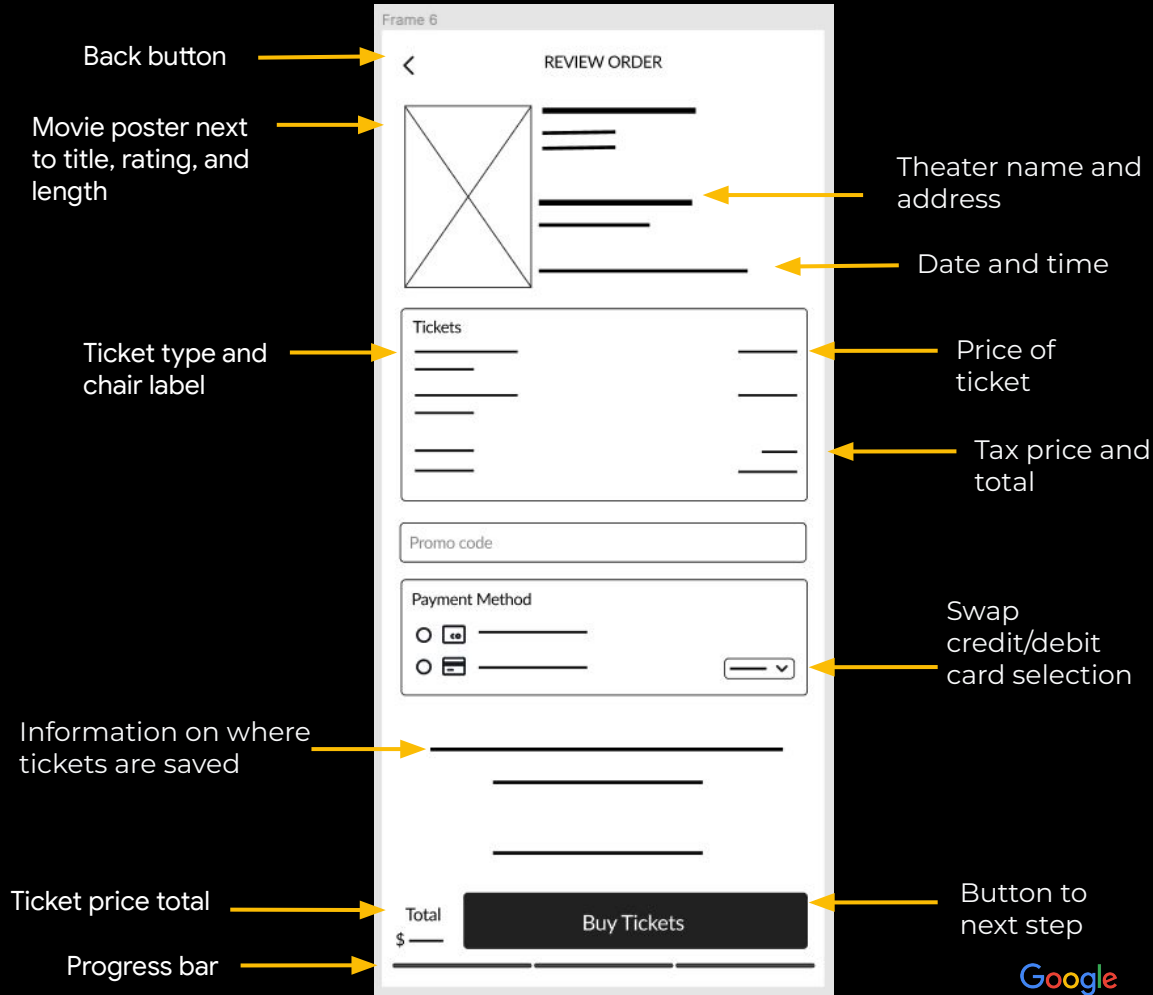 Frame 6
Back button
REVIEW ORDER
Movie poster next
to title, rating, and
length
Theater name and
address
Date and time
Tickets
Ticket type and
chair label
Price of
ticket
Tax price and
total
Promo code
Payment Method
Swap
credit/debit
card selection
Information on where
tickets are saved
Ticket price total
Total
$
Buy Tickets
Button to
next step
Progress bar
Google